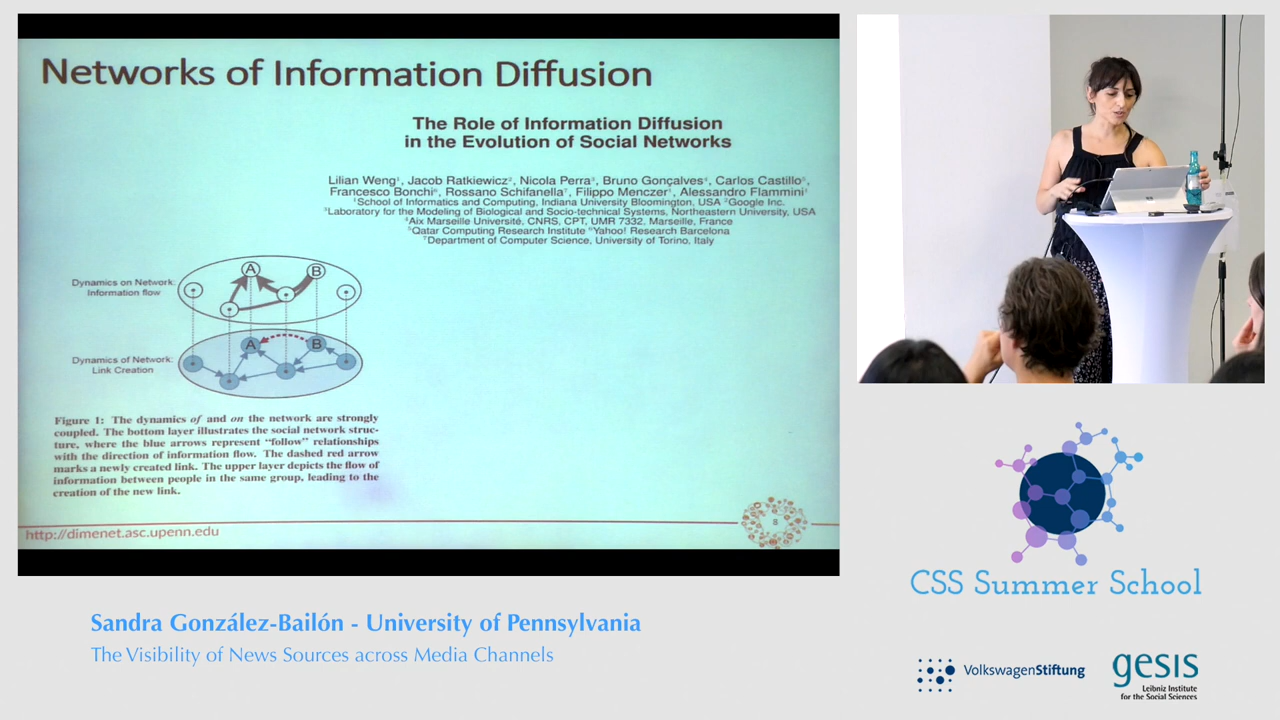 Networks of Information Diffusion
The Role of Information Diffusion
in the Evolution of Social Networks
Lilian Weng¹, Jacob Ratkiewicz², Nicola Perra³, Bruno Gonçalves⁴, Carlos Castillo⁵,
Francesco Bonchi⁶, Rossano Schifanella⁷, Filippo Menczer¹, Alessandro Flammini¹
¹School of Informatics and Computing, Indiana University Bloomington, USA ²Google Inc.
³Laboratory for the Modeling of Biological and Socio-technical Systems, Northeastern University, USA
⁴Aix Marseille Université, CNRS, CPT, UMR 7332, Marseille, France
⁵Qatar Computing Research Institute ⁶Yahoo! Research Barcelona
⁷Department of Computer Science, University of Torino, Italy
A B
Dynamics on Network:
Information flow
A B
Dynamics of Network:
Link Creation
Figure 1: The dynamics of and on the network are strongly
coupled. The bottom layer illustrates the social network struc-
ture, where the blue arrows represent "follow" relationships
with the direction of information flow. The dashed red arrow
marks a newly created link. The upper layer depicts the flow of
information between people in the same group, leading to the
creation of the new link.
http://dimenet.asc.upenn.edu
8
Sandra González-Bailón - University of Pennsylvania
The Visibility of News Sources across Media Channels
CSS Summer School
VolkswagenStiftung
gesis
Leibniz Institute
for the Social Sciences